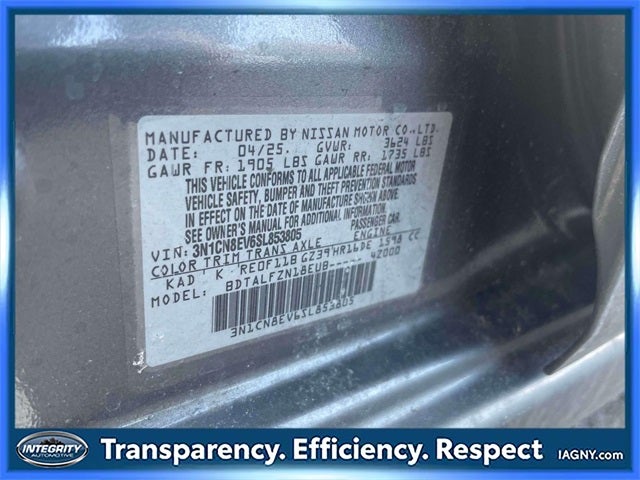 MANUFACTURED BY NISSAN MOTOR CO.,LTD.
DATE: 04/25. GVWR: 3624 LBS
GAWR FR: 1905 LBS GAWR RR: 1735 LBS
THIS VEHICLE CONFORMS TO ALL APPLICABLE FEDERAL MOTOR
VEHICLE SAFETY, BUMPER AND THEFT PREVENTION STANDARDS
IN EFFECT ON THE DATE OF MANUFACTURE SHOWN ABOVE.
SEE OWNER'S MANUAL FOR ADDITIONAL INFORMATION
VIN: 3N1CN8EV6SL853805 PASSENGER CAR.
COLOR TRIM TRANS AXLE ENGINE
KAD K RE0F11B GZ39 HR16DE 1598 CC
MODEL: BDTALFZN18EUB----- 42000
3N1CN8EV6SL853805
INTEGRITY
AUTOMOTIVE
Transparency. Efficiency. Respect
IAGNY.com